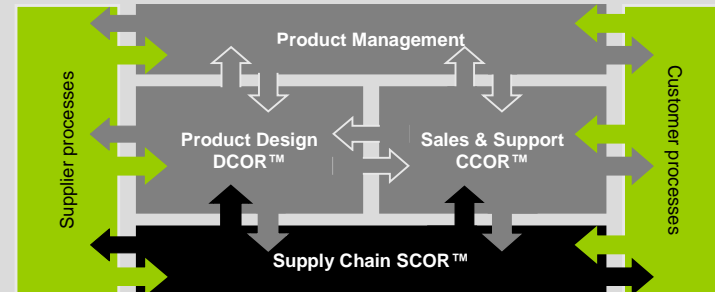 Product Management
Supplier processes
Product Design
DCOR™
Sales & Support
CCOR™
Customer processes
Supply Chain SCOR™